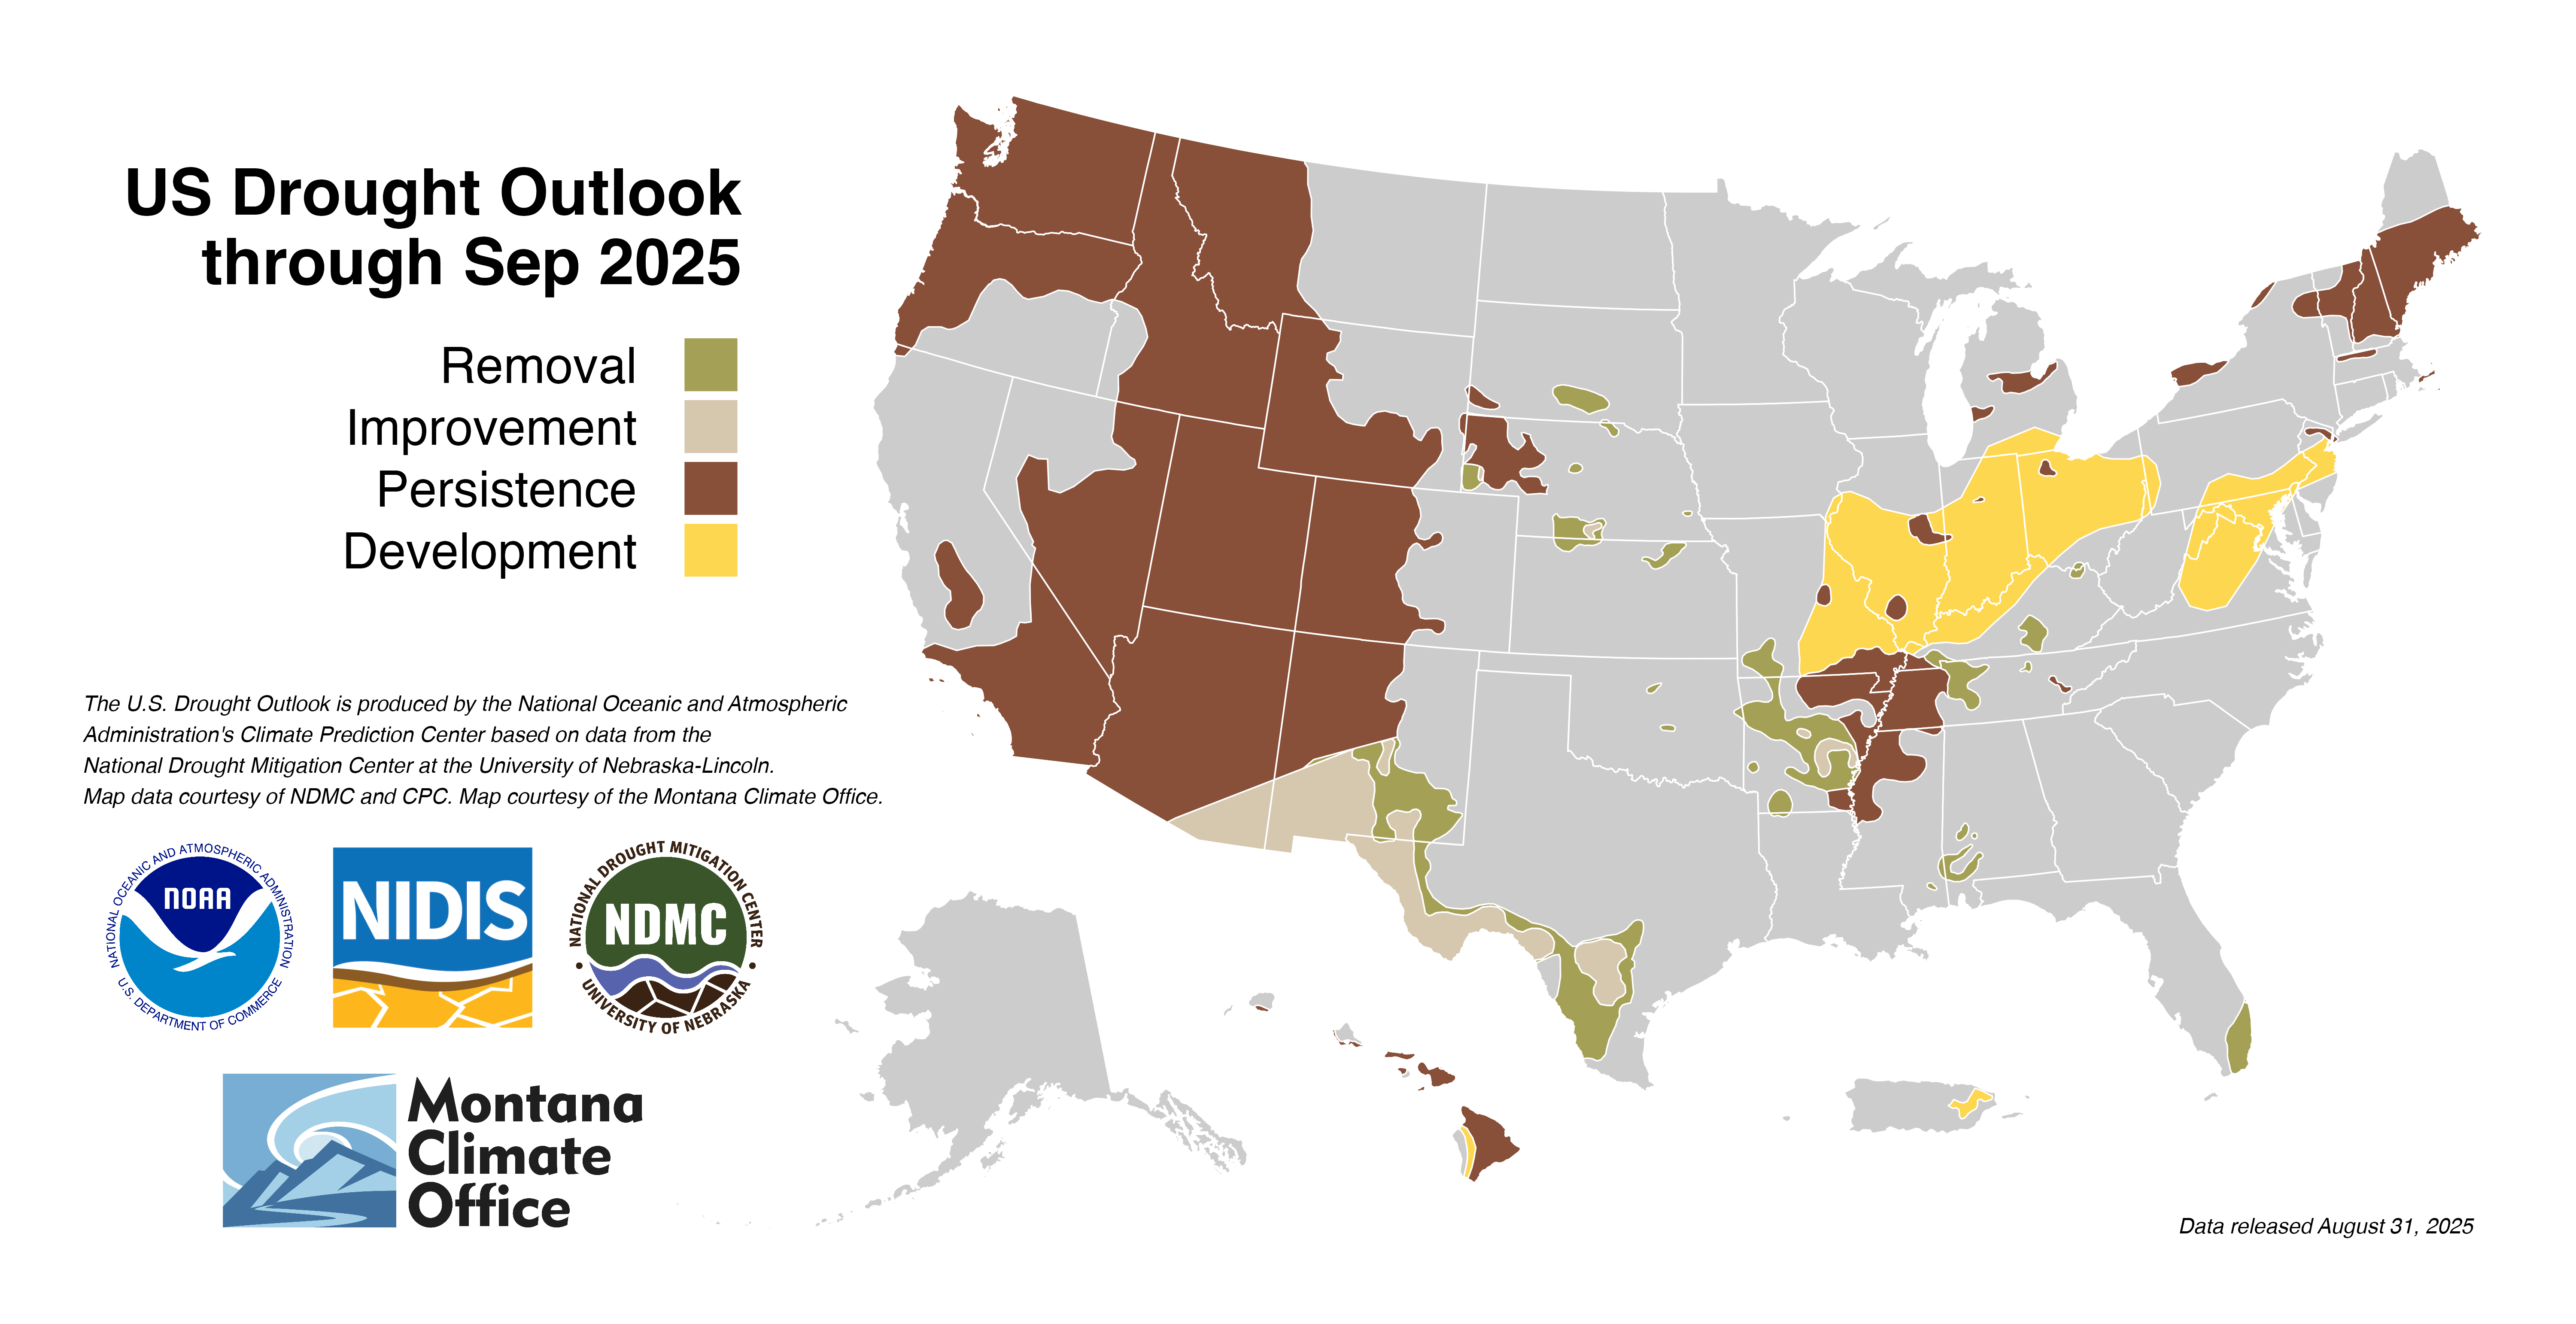 US Drought Outlook
through Sep 2025
Removal
Improvement
Persistence
Development
The U.S. Drought Outlook is produced by the National Oceanic and Atmospheric
Administration's Climate Prediction Center based on data from the
National Drought Mitigation Center at the University of Nebraska-Lincoln.
Map data courtesy of NDMC and CPC. Map courtesy of the Montana Climate Office.
NATIONAL OCEANIC AND ATMOSPHERIC ADMINISTRATION
NOAA
U.S. DEPARTMENT OF COMMERCE
NIDIS
NATIONAL DROUGHT MITIGATION CENTER
NDMC
UNIVERSITY OF NEBRASKA
Montana
Climate
Office
Data released August 31, 2025